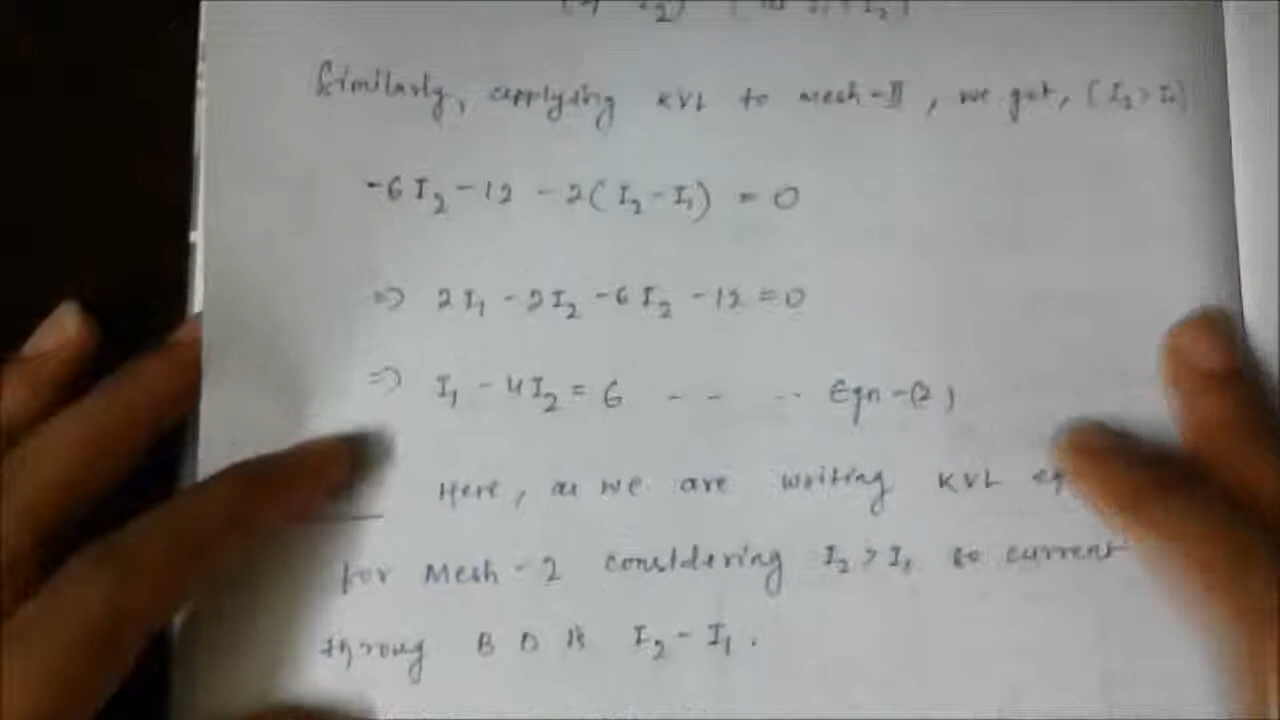 Similarly, applying KVL to mesh-II, we get, (I₂>I₁)
-6I₂-12 -2(I₂-I₁) = 0
=> 2I₁ -2I₂ -6I₂ -12 =0
=> I₁ -4I₂ = 6 - - -- Eqn-(2)
Here, as we are writing KVL eq
for Mesh-2 considering I₂>I₁ so current
throug B D is I₂-I₁.